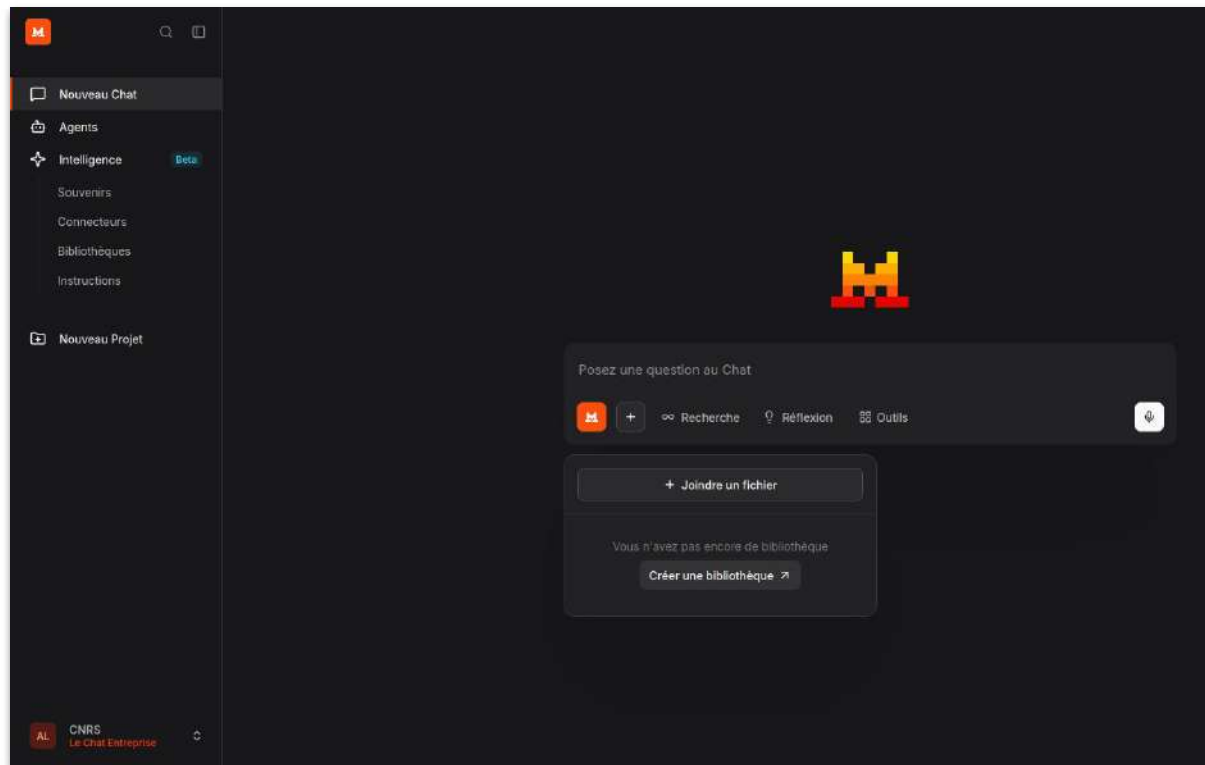 Nouveau Chat
Agents
Intelligence Beta
Souvenirs
Connecteurs
Bibliothèques
Instructions
Nouveau Projet
Posez une question au Chat
Recherche Réflexion Outils
+ Joindre un fichier
Vous n'avez pas encore de bibliothèque
Créer une bibliothèque
AL CNRS
Le Chat Entreprise